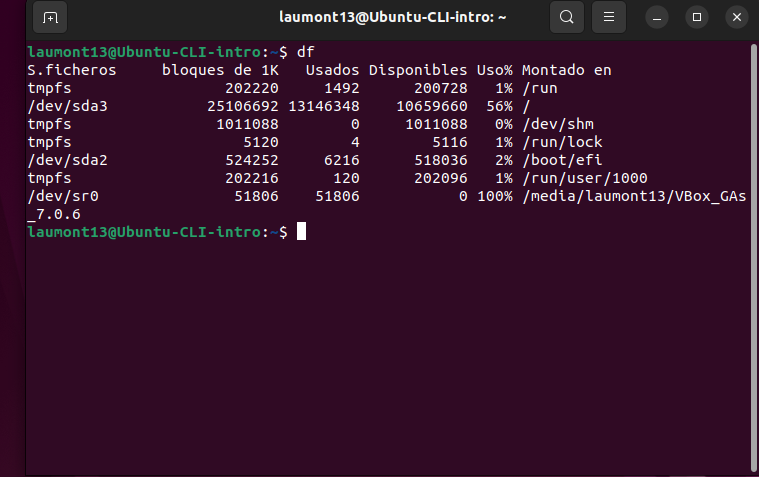 laumont13@Ubuntu-CLI-intro: ~
laumont13@Ubuntu-CLI-intro:~$ df
S.ficheros     bloques de 1K   Usados Disponibles Uso% Montado en
tmpfs                 202220     1492      200728   1% /run
/dev/sda3           25106692 13146348    10659660  56% /
tmpfs                1011088        0     1011088   0% /dev/shm
tmpfs                   5120        4        5116   1% /run/lock
/dev/sda2             524252     6216      518036   2% /boot/efi
tmpfs                 202216      120      202096   1% /run/user/1000
/dev/sr0               51806    51806           0 100% /media/laumont13/VBox_GAs
_7.0.6
laumont13@Ubuntu-CLI-intro:~$